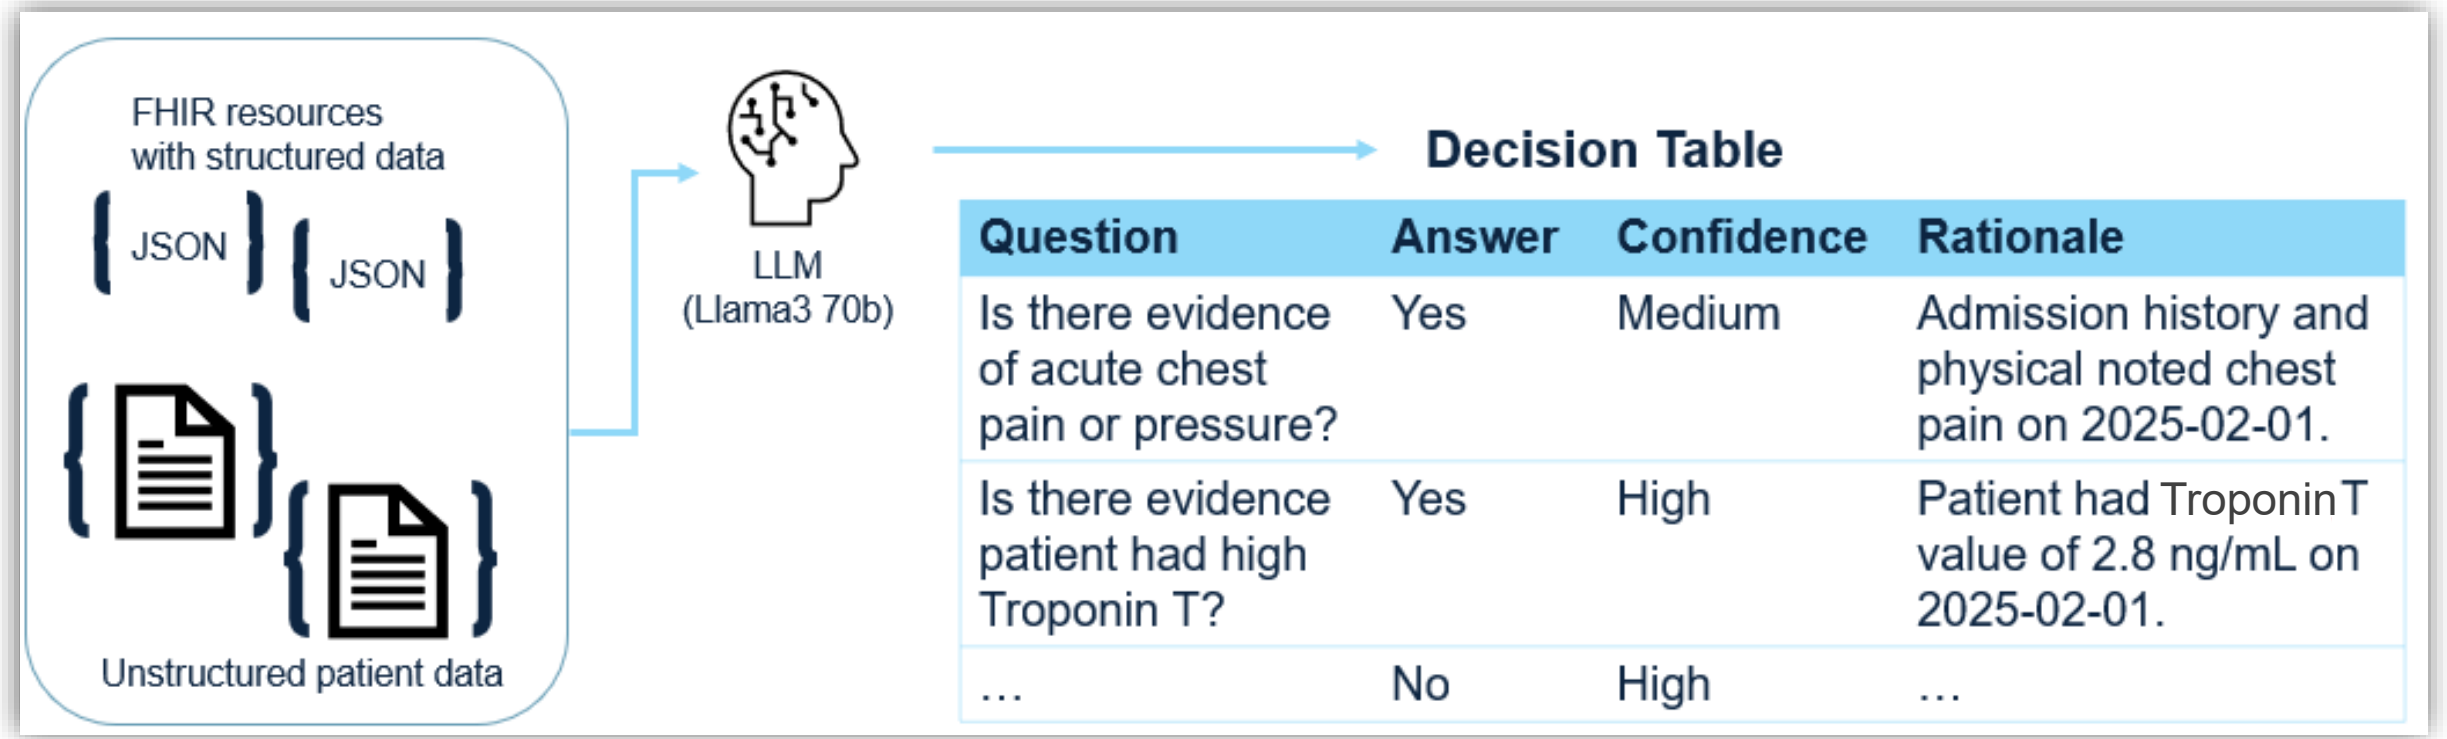 FHIR resources
with structured data
JSON
JSON
Unstructured patient data
LLM
(Llama3 70b)
Decision Table
Question Answer Confidence Rationale
Is there evidence Yes Medium Admission history and
of acute chest physical noted chest
pain or pressure? pain on 2025-02-01.
Is there evidence Yes High Patient had Troponin T
patient had high value of 2.8 ng/mL on
Troponin T? 2025-02-01.
… No High …